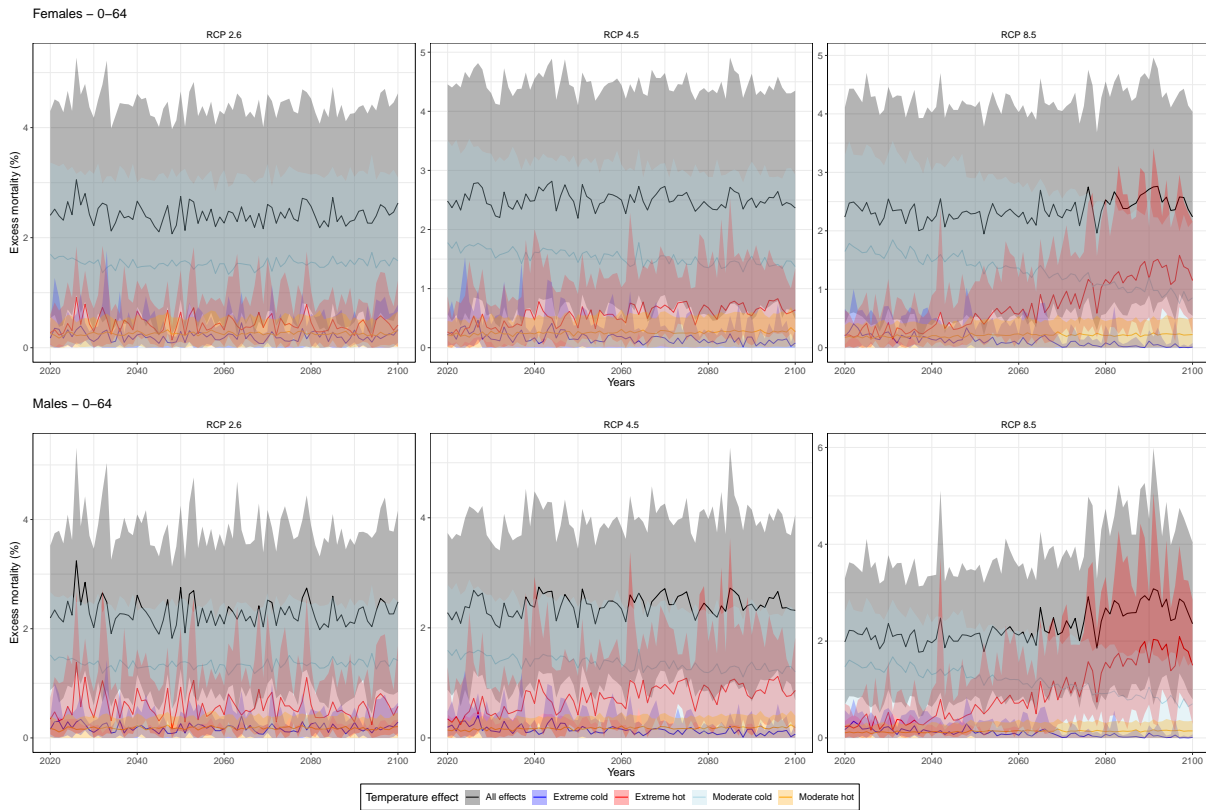 Females − 0−64
RCP 2.6
RCP 4.5
RCP 8.5
Excess mortality (%)
0
2
4
0
1
2
3
4
5
0
1
2
3
4
5
2020 2040 2060 2080 2100
2020 2040 2060 2080 2100
2020 2040 2060 2080 2100
Years
Males − 0−64
RCP 2.6
RCP 4.5
RCP 8.5
Excess mortality (%)
0
2
4
0
2
4
0
2
4
6
2020 2040 2060 2080 2100
2020 2040 2060 2080 2100
2020 2040 2060 2080 2100
Years
Temperature effect All effects Extreme cold Extreme hot Moderate cold Moderate hot